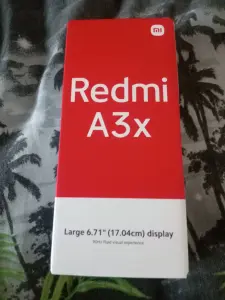 mi
Redmi
A3x
Large 6.71" (17.04cm) display